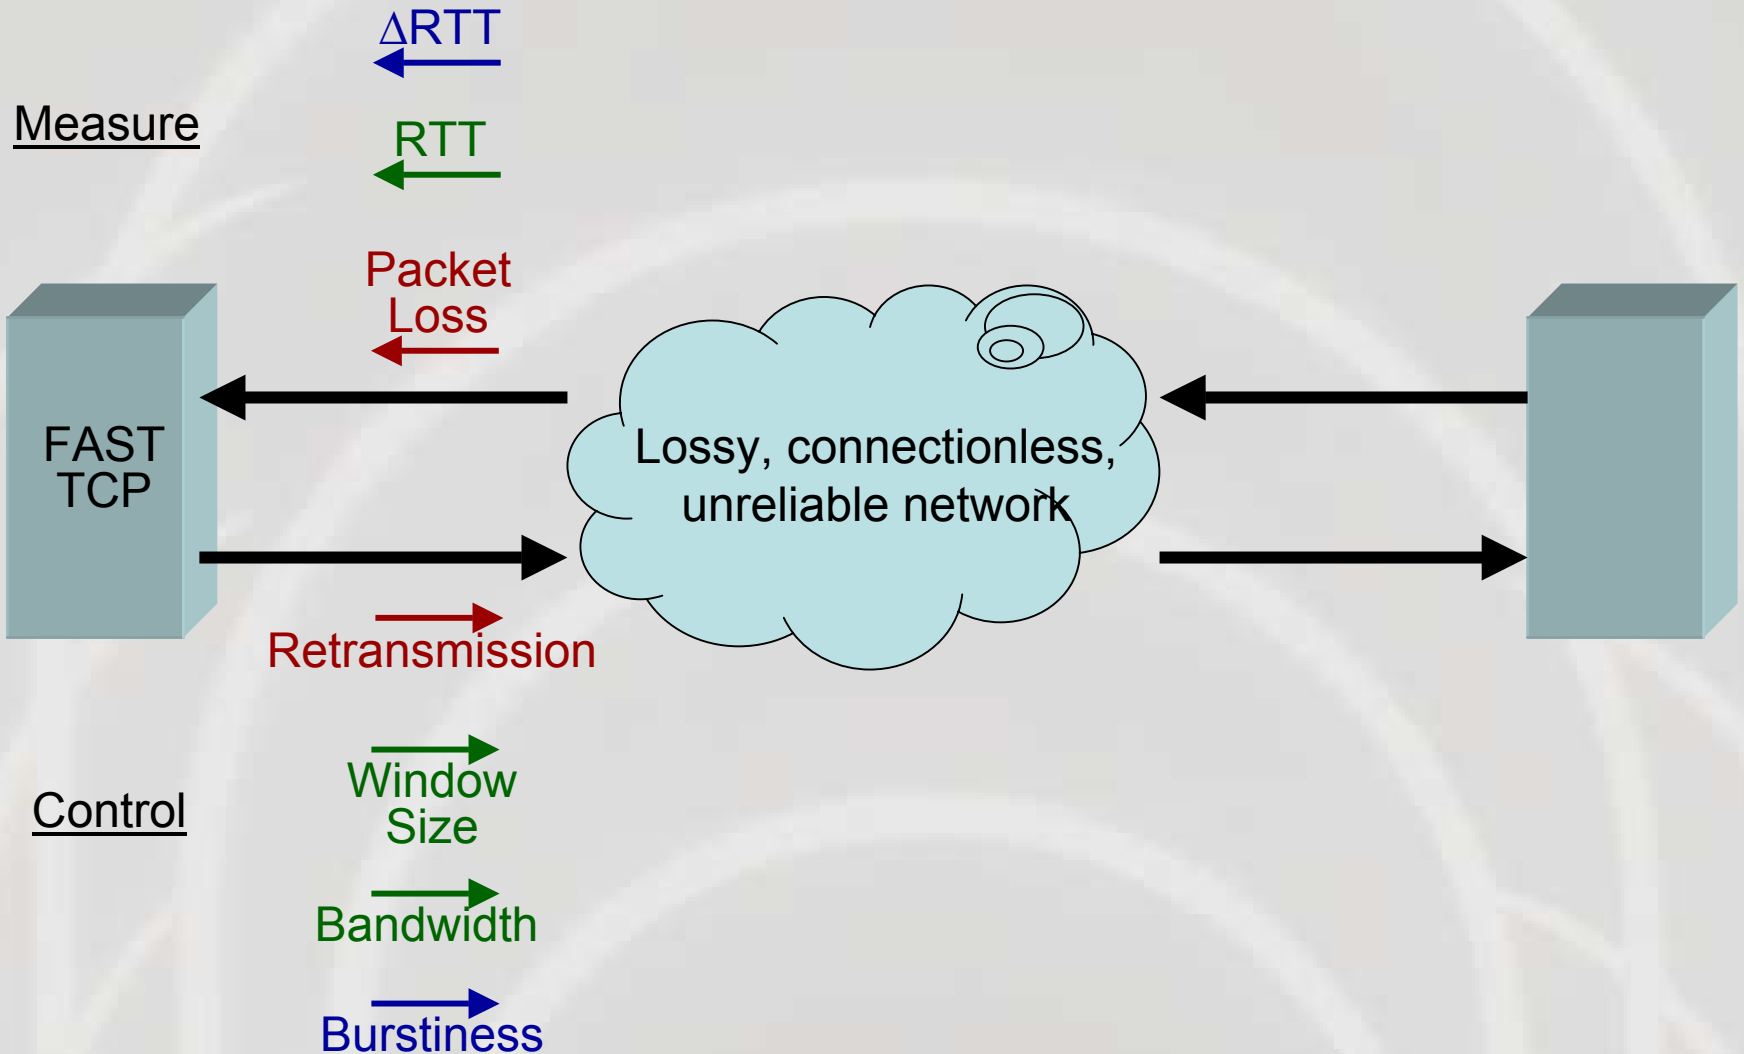 ΔRTT
Measure
RTT
Packet
Loss
FAST
TCP
Lossy, connectionless,
unreliable network
Retransmission
Window
Size
Control
Bandwidth
Burstiness